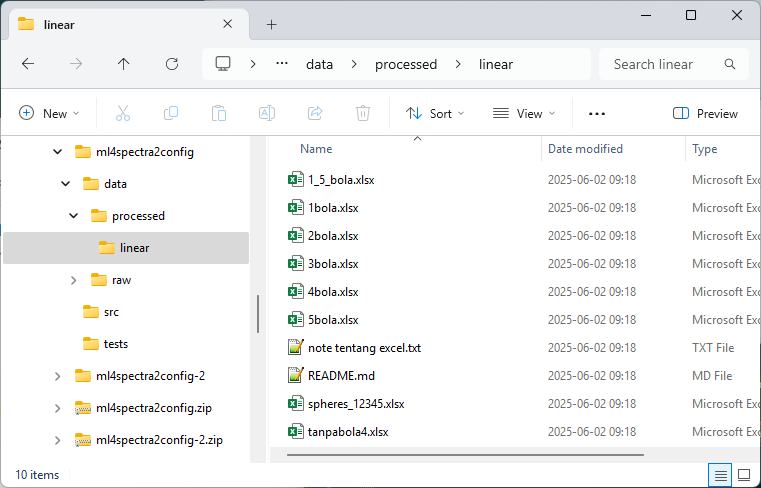 linear
data processed linear Search linear
New Sort View Preview
Name Date modified Type
ml4spectra2config
data
processed
linear
raw
src
tests
ml4spectra2config-2
ml4spectra2config.zip
ml4spectra2config-2.zip
1_5_bola.xlsx 2025-06-02 09:18 Microsoft Exc
1bola.xlsx 2025-06-02 09:18 Microsoft Exc
2bola.xlsx 2025-06-02 09:18 Microsoft Exc
3bola.xlsx 2025-06-02 09:18 Microsoft Exc
4bola.xlsx 2025-06-02 09:18 Microsoft Exc
5bola.xlsx 2025-06-02 09:18 Microsoft Exc
note tentang excel.txt 2025-06-02 09:18 TXT File
README.md 2025-06-02 09:18 MD File
spheres_12345.xlsx 2025-06-02 09:18 Microsoft Exc
tanpabola4.xlsx 2025-06-02 09:18 Microsoft Exc
10 items